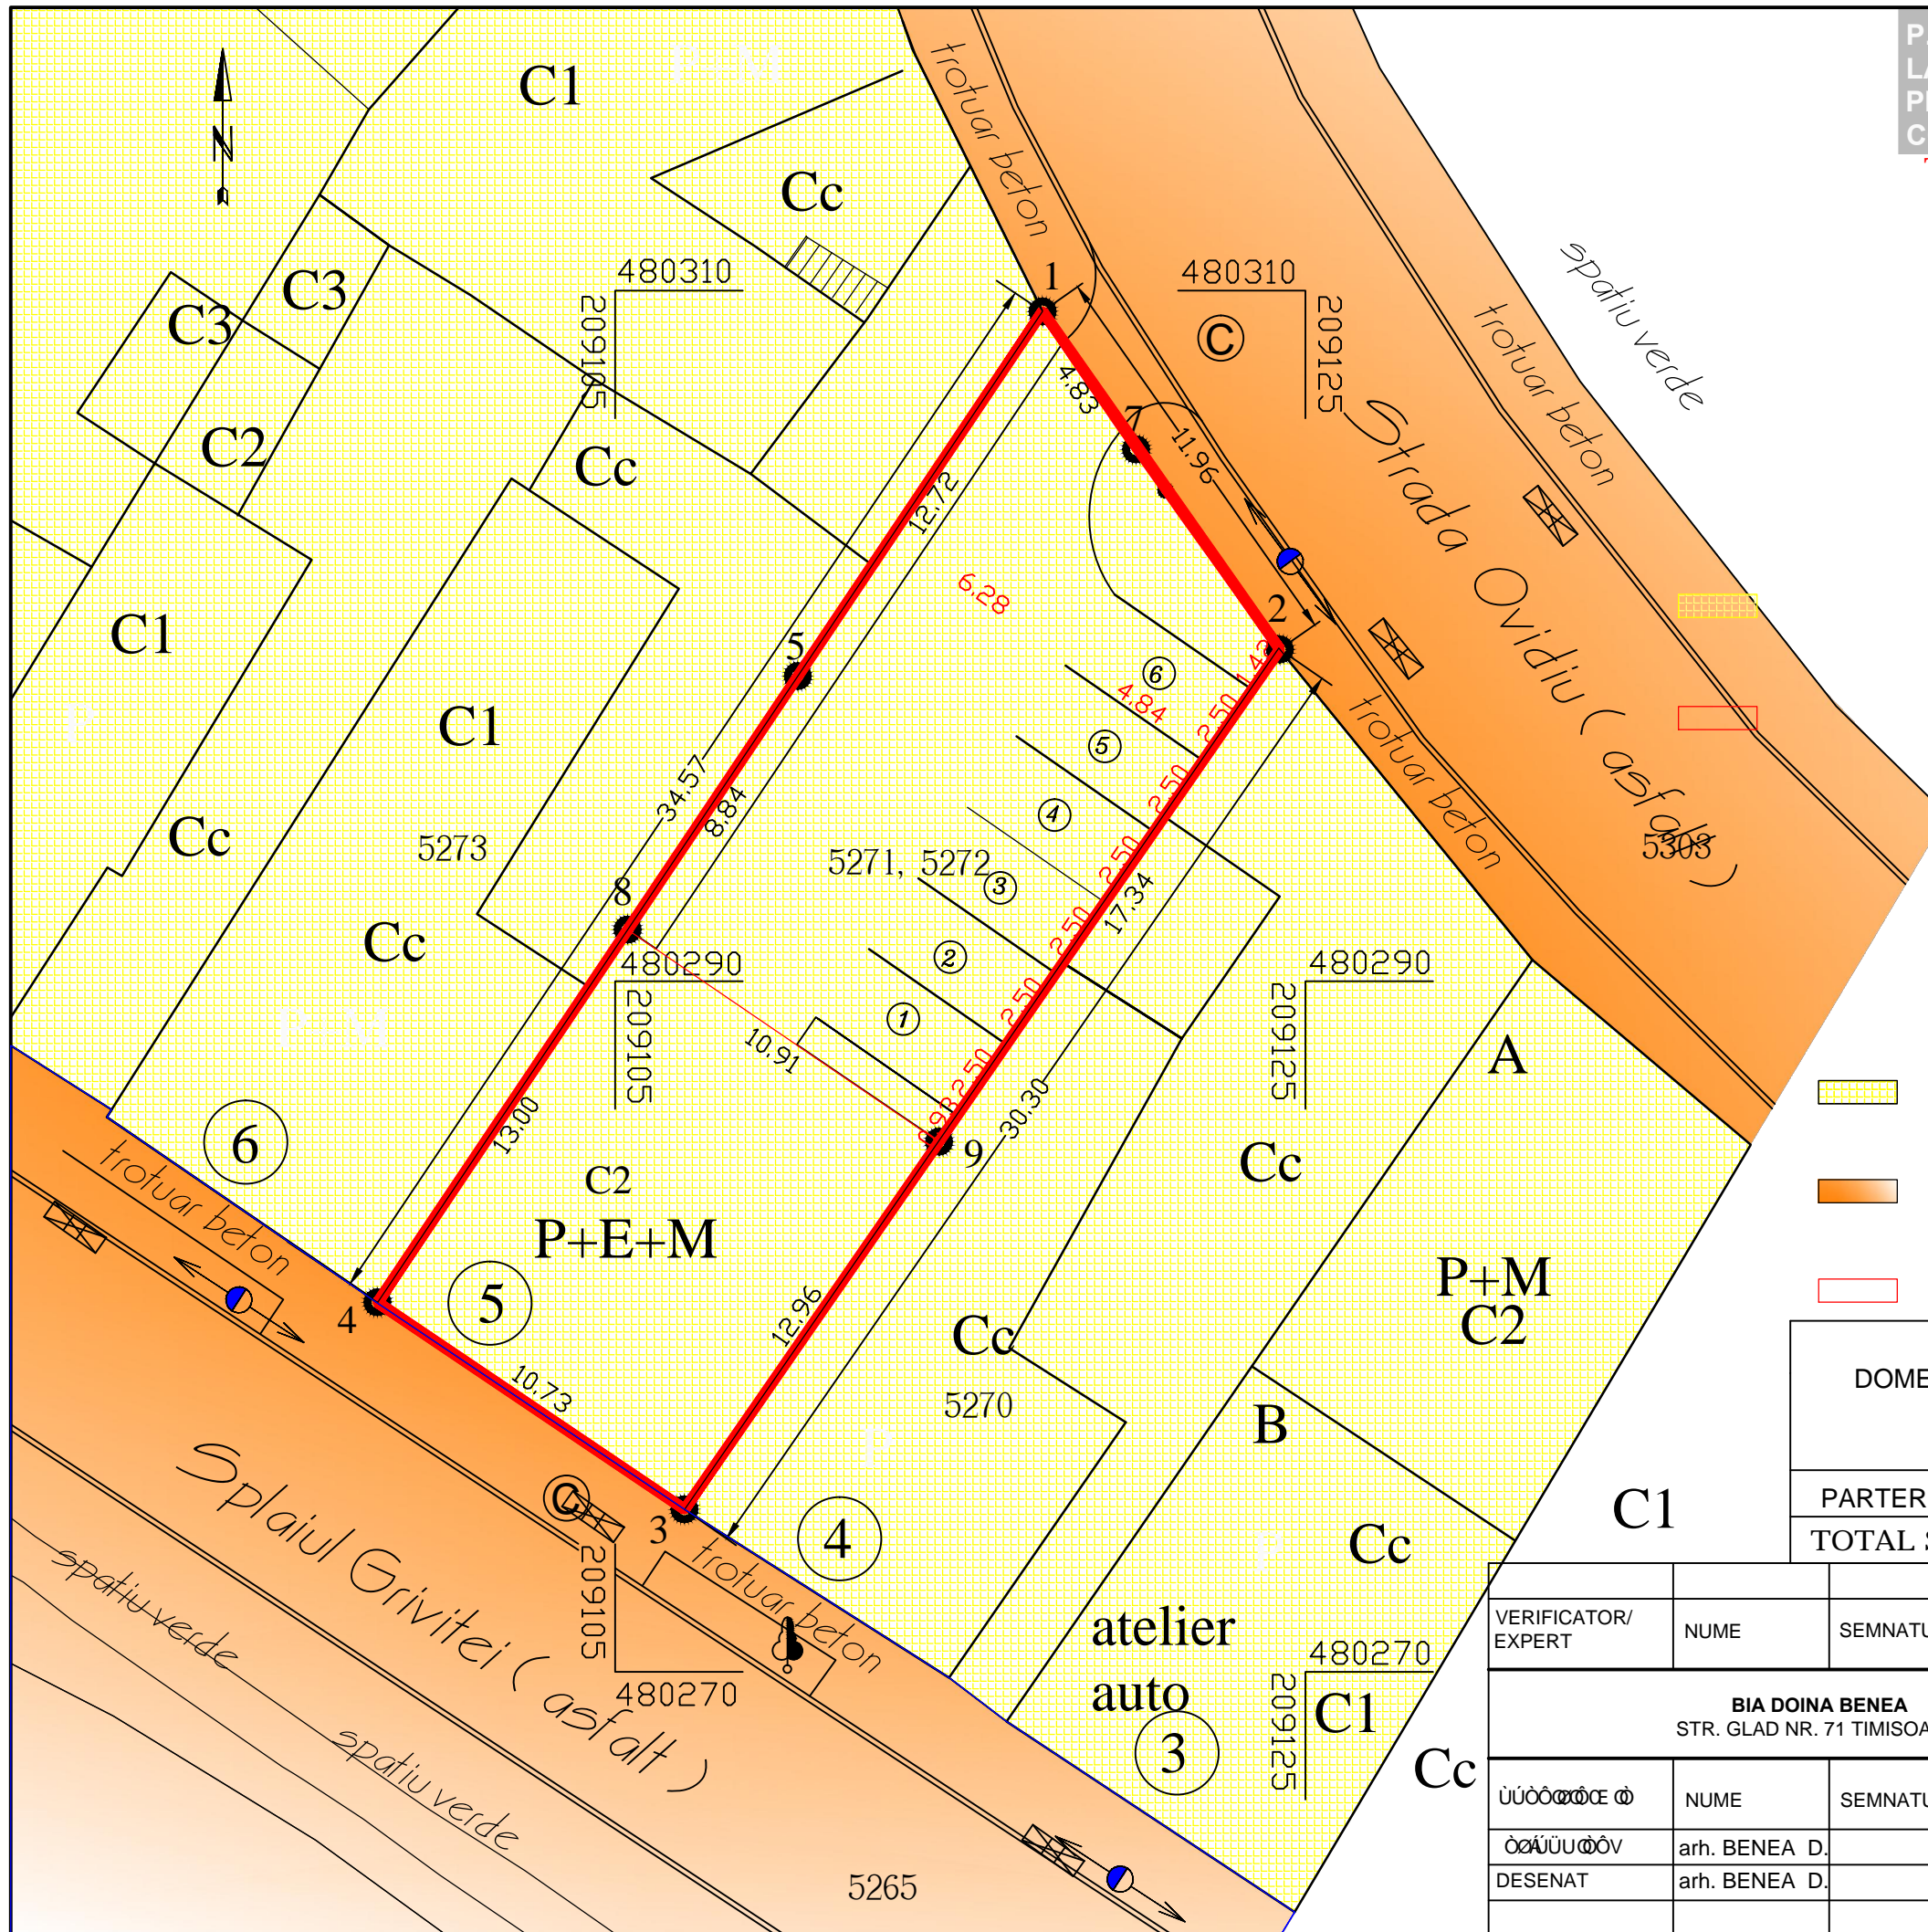 C1
P+M
trotuar beton
N
Cc
spatiu verde
trotuar beton
480310
209105
1
480310
209125
C
C3
C3
C2
Cc
4.83
7
11.96
Strada Ovidiu ( asfalt )
5303
12.72
6.28
2
1.42
5
6
4.84
2.50
5
2.50
4
2.50
3
2.50
2
2.50
1
2.50
trotuar beton
C1
P
C1
34.57
8.84
5273
5271, 5272
17.34
Cc
8
Cc
480290
209105
480290
209125
P+M
10.91
A
13.00
30.30
9
Cc
6
C2
P+E+M
trotuar beton
P+M
C2
5
4
12.96
Cc
10.73
5270
B
DOME
PARTER
TOTAL S
C1
Splaiul Grivitei ( asfalt )
C
3
4
Cc
209105
480270
trotuar beton
spatiu verde
spatiu verde
atelier
auto
480270
209125
C1
3
Cc
5265
VERIFICATOR/
EXPERT
NUME
SEMNATU
BIA DOINA BENEA
STR. GLAD NR. 71 TIMISOA
NUME
SEMNATU
arh. BENEA D.
DESENAT
arh. BENEA D.